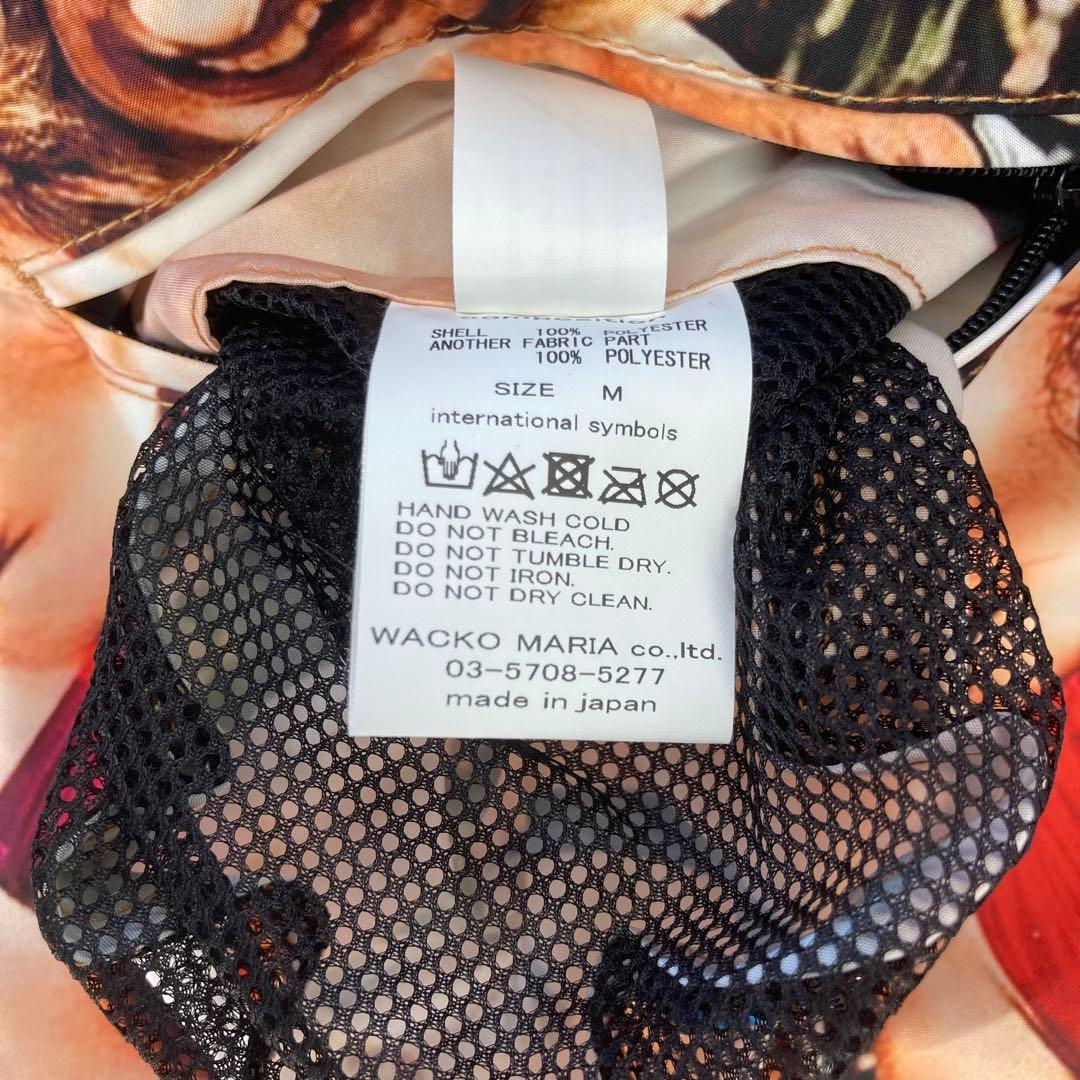 SHELL 100% POLYESTER
ANOTHER FABRIC PART
100% POLYESTER
SIZE M
international symbols
HAND WASH COLD
DO NOT BLEACH.
DO NOT TUMBLE DRY.
DO NOT IRON.
DO NOT DRY CLEAN.
WACKO MARIA co.,ltd.
03-5708-5277
made in japan